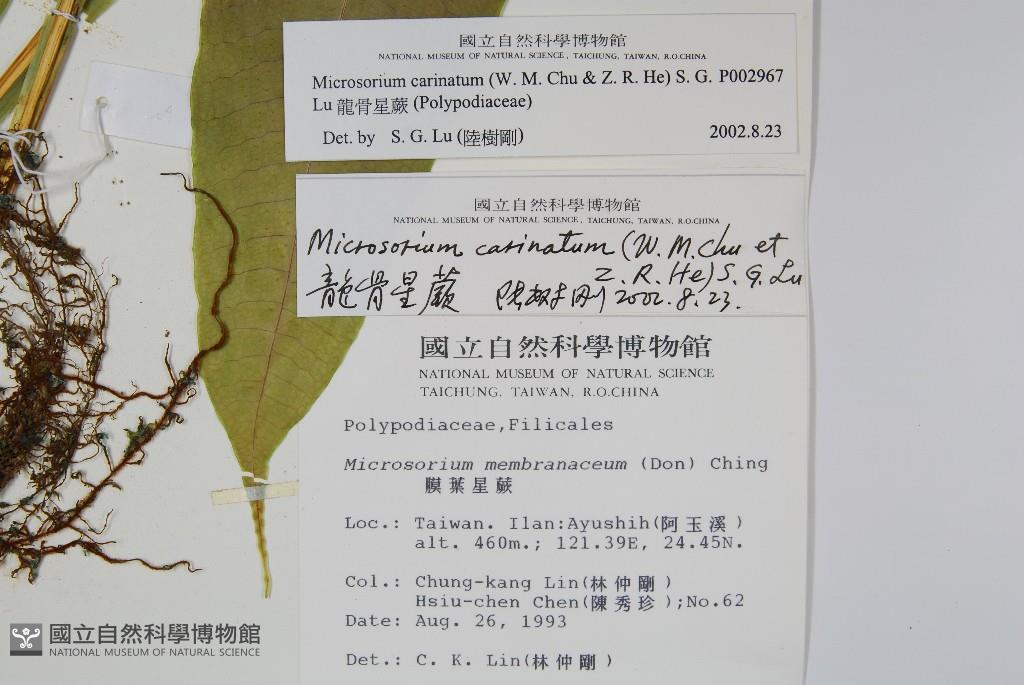 國立自然科學博物館
NATIONAL MUSEUM OF NATURAL SCIENCE, TAICHUNG, TAIWAN, R.O.CHINA
Microsorium carinatum (W. M. Chu & Z. R. He) S. G. P002967
Lu 龍骨星蕨 (Polypodiaceae)
Det. by S. G. Lu (陸樹剛) 2002.8.23
國立自然科學博物館
NATIONAL MUSEUM OF NATURAL SCIENCE, TAICHUNG, TAIWAN, R.O.CHINA
Microsorium carinatum (W. M. Chu et
Z. R. He) S. G. Lu
龍骨星蕨 陸樹剛 2002.8.23.
國立自然科學博物館
NATIONAL MUSEUM OF NATURAL SCIENCE
TAICHUNG, TAIWAN, R.O.CHINA
Polypodiaceae,Filicales
Microsorium membranaceum (Don) Ching
膜葉星蕨
Loc.: Taiwan. Ilan:Ayushih(阿玉溪)
alt. 460m.; 121.39E, 24.45N.
Col.: Chung-kang Lin(林仲剛)
Hsiu-chen Chen(陳秀珍);No.62
Date: Aug. 26, 1993
Det.: C. K. Lin(林仲剛)
國立自然科學博物館
NATIONAL MUSEUM OF NATURAL SCIENCE